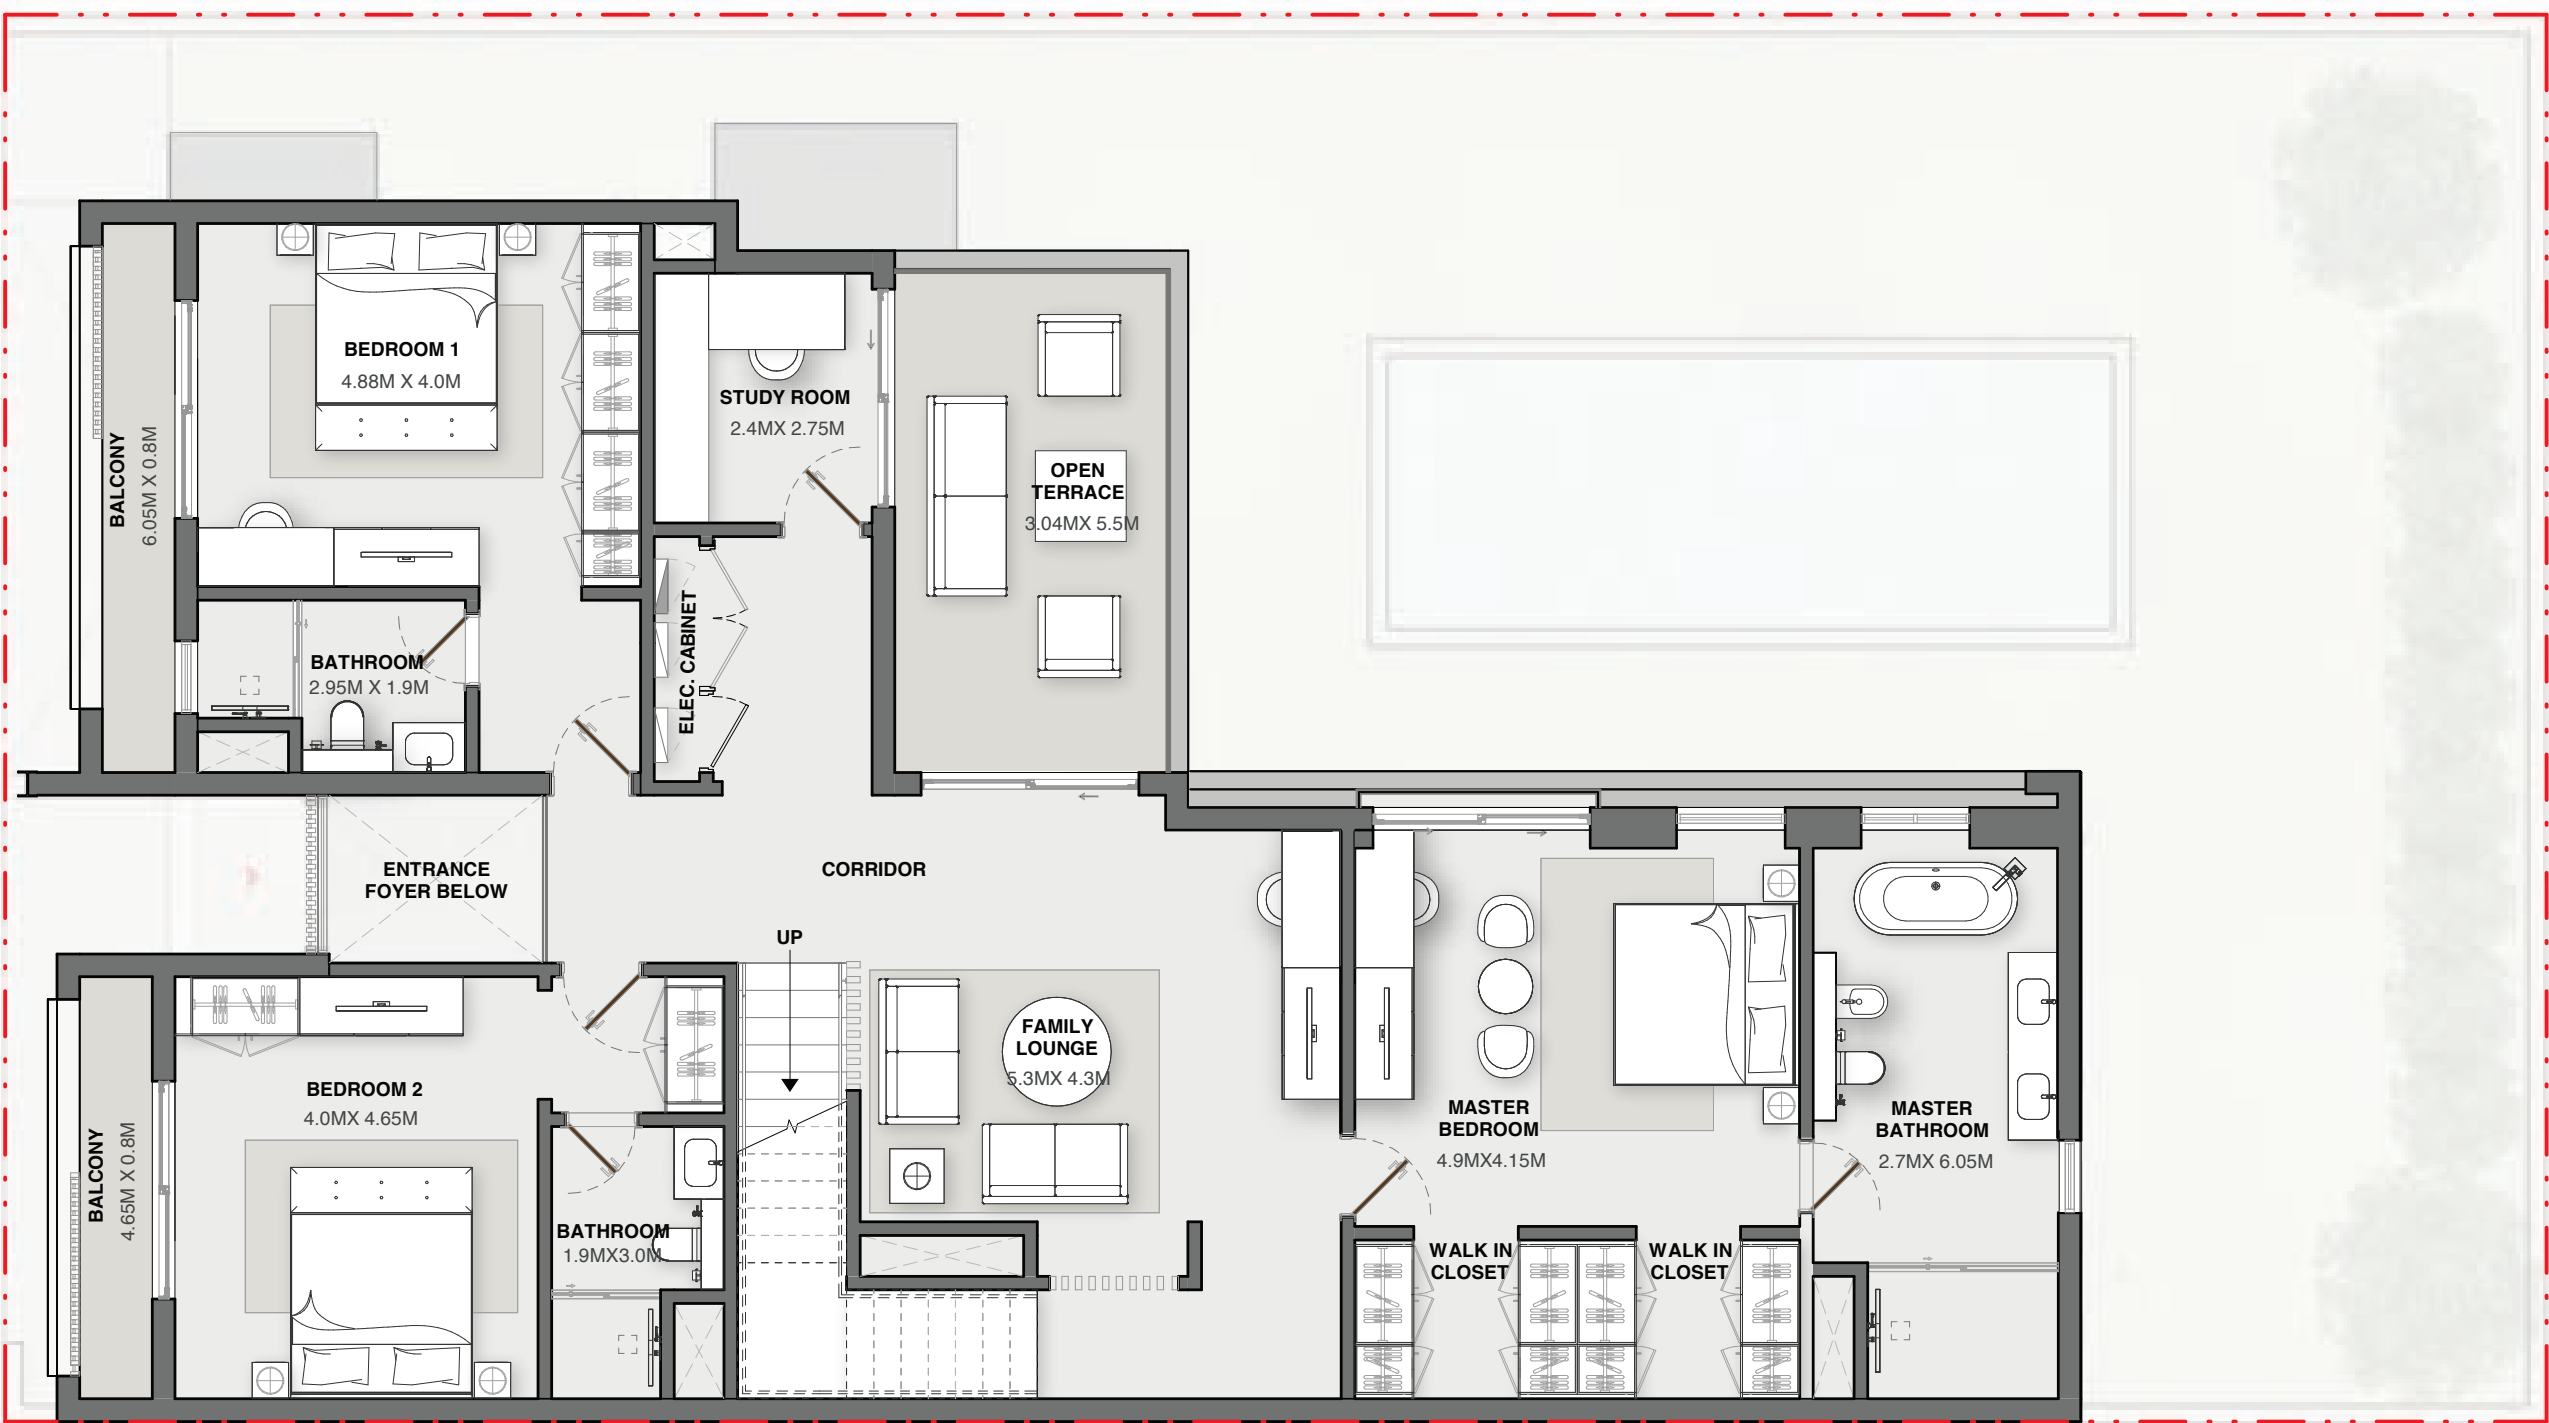 BEDROOM 1
4.88M X 4.0M
BALCONY
6.05M X 0.8M
STUDY ROOM
2.4MX 2.75M
OPEN
TERRACE
3.04MX 5.5M
BATHROOM
2.95M X 1.9M
ELEC. CABINET
ENTRANCE
FOYER BELOW
CORRIDOR
UP
FAMILY
LOUNGE
5.3MX 4.3M
BEDROOM 2
4.0MX 4.65M
BALCONY
4.65M X 0.8M
BATHROOM
1.9MX3.0M
MASTER
BEDROOM
4.9MX4.15M
MASTER
BATHROOM
2.7MX 6.05M
WALK IN
CLOSET
WALK IN
CLOSET